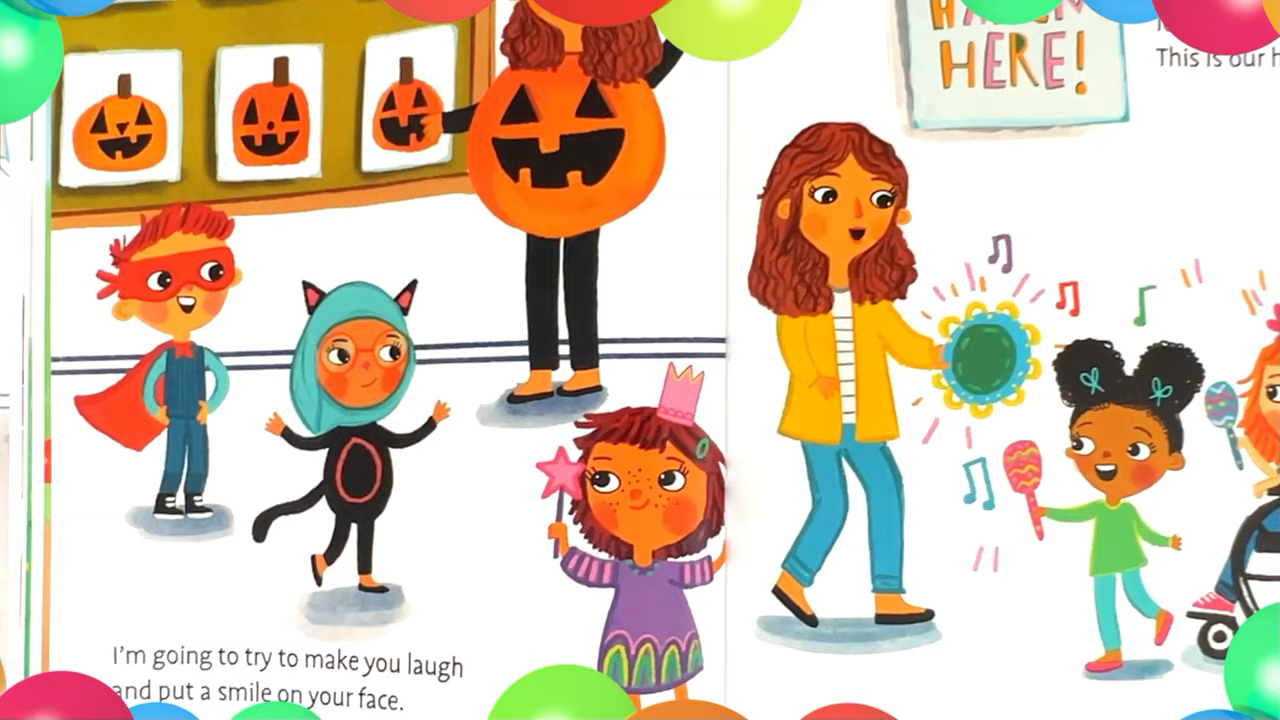 I'm going to try to make you laugh
and put a smile on your face.
HERE!
This is our